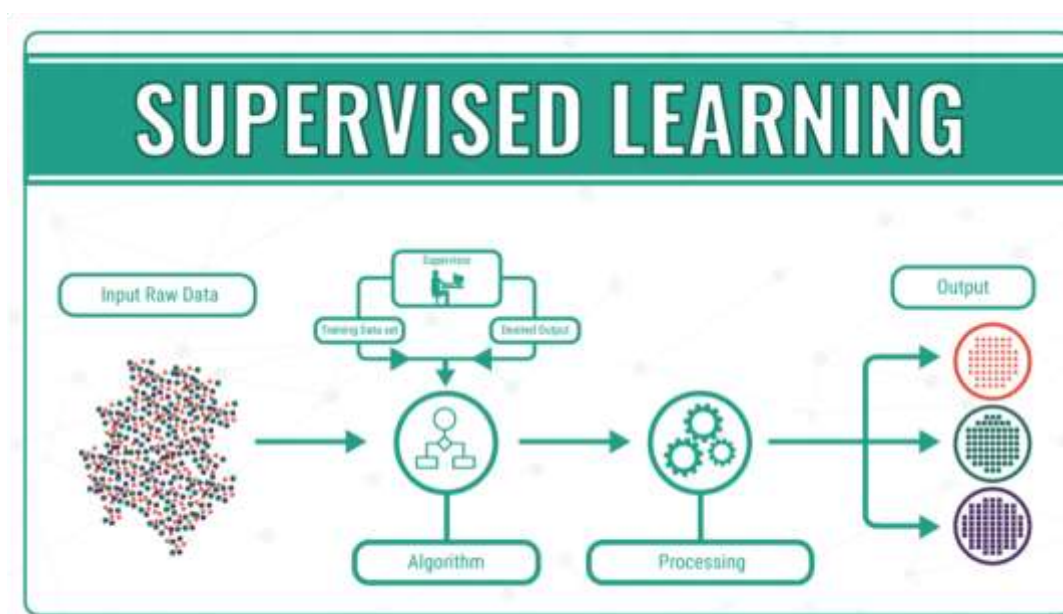 SUPERVISED LEARNING
Supervisor
Input Raw Data
Output
Training Data set
Desired Output
Algorithm
Processing